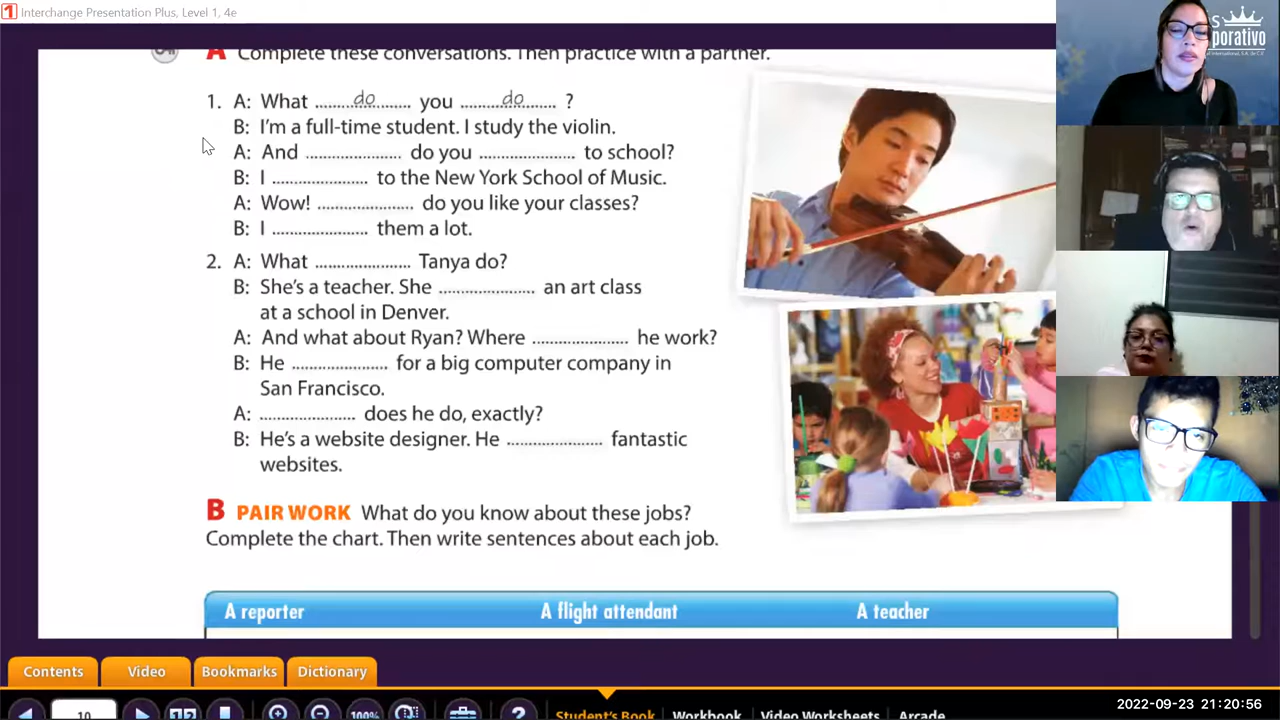 Interchange Presentation Plus, Level 1, 4e
A Complete these conversations. Then practice with a partner.
1. A: What ......do...... you ......do...... ?
B: I'm a full-time student. I study the violin.
A: And .................... do you .................... to school?
B: I .................... to the New York School of Music.
A: Wow! .................... do you like your classes?
B: I .................... them a lot.
2. A: What .................... Tanya do?
B: She's a teacher. She .................... an art class
at a school in Denver.
A: And what about Ryan? Where .................... he work?
B: He .................... for a big computer company in
San Francisco.
A: .................... does he do, exactly?
B: He's a website designer. He .................... fantastic
websites.
B PAIR WORK What do you know about these jobs?
Complete the chart. Then write sentences about each job.
A reporter A flight attendant A teacher
Contents Video Bookmarks Dictionary
10 100% ? Student's Book Workbook Video Worksheets Arcade
S
porativo
2022-09-23 21:20:56